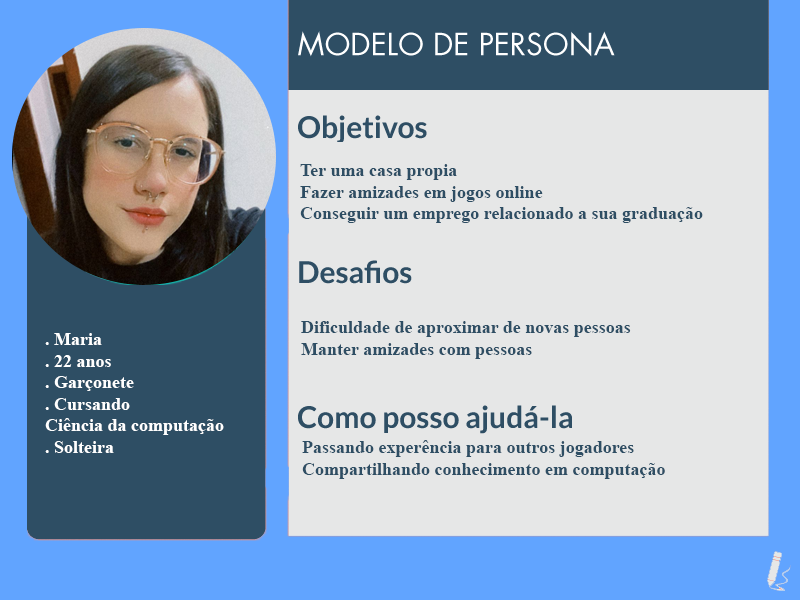 MODELO DE PERSONA
Objetivos
Ter uma casa propia
Fazer amizades em jogos online
Conseguir um emprego relacionado a sua graduação
Desafios
Dificuldade de aproximar de novas pessoas
Manter amizades com pessoas
Como posso ajudá-la
Passando experência para outros jogadores
Compartilhando conhecimento em computação
. Maria
. 22 anos
. Garçonete
. Cursando
Ciência da computação
. Solteira